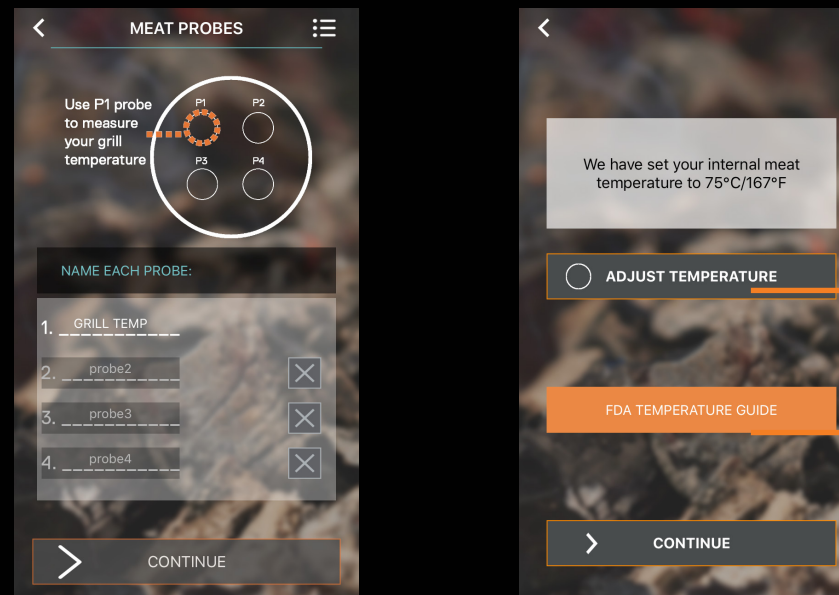 MEAT PROBES
Use P1 probe
to measure
your grill
temperature
P1
P2
P3
P4
NAME EACH PROBE:
1. GRILL TEMP
2. probe2
3. probe3
4. probe4
CONTINUE
We have set your internal meat
temperature to 75°C/167°F
ADJUST TEMPERATURE
FDA TEMPERATURE GUIDE
CONTINUE